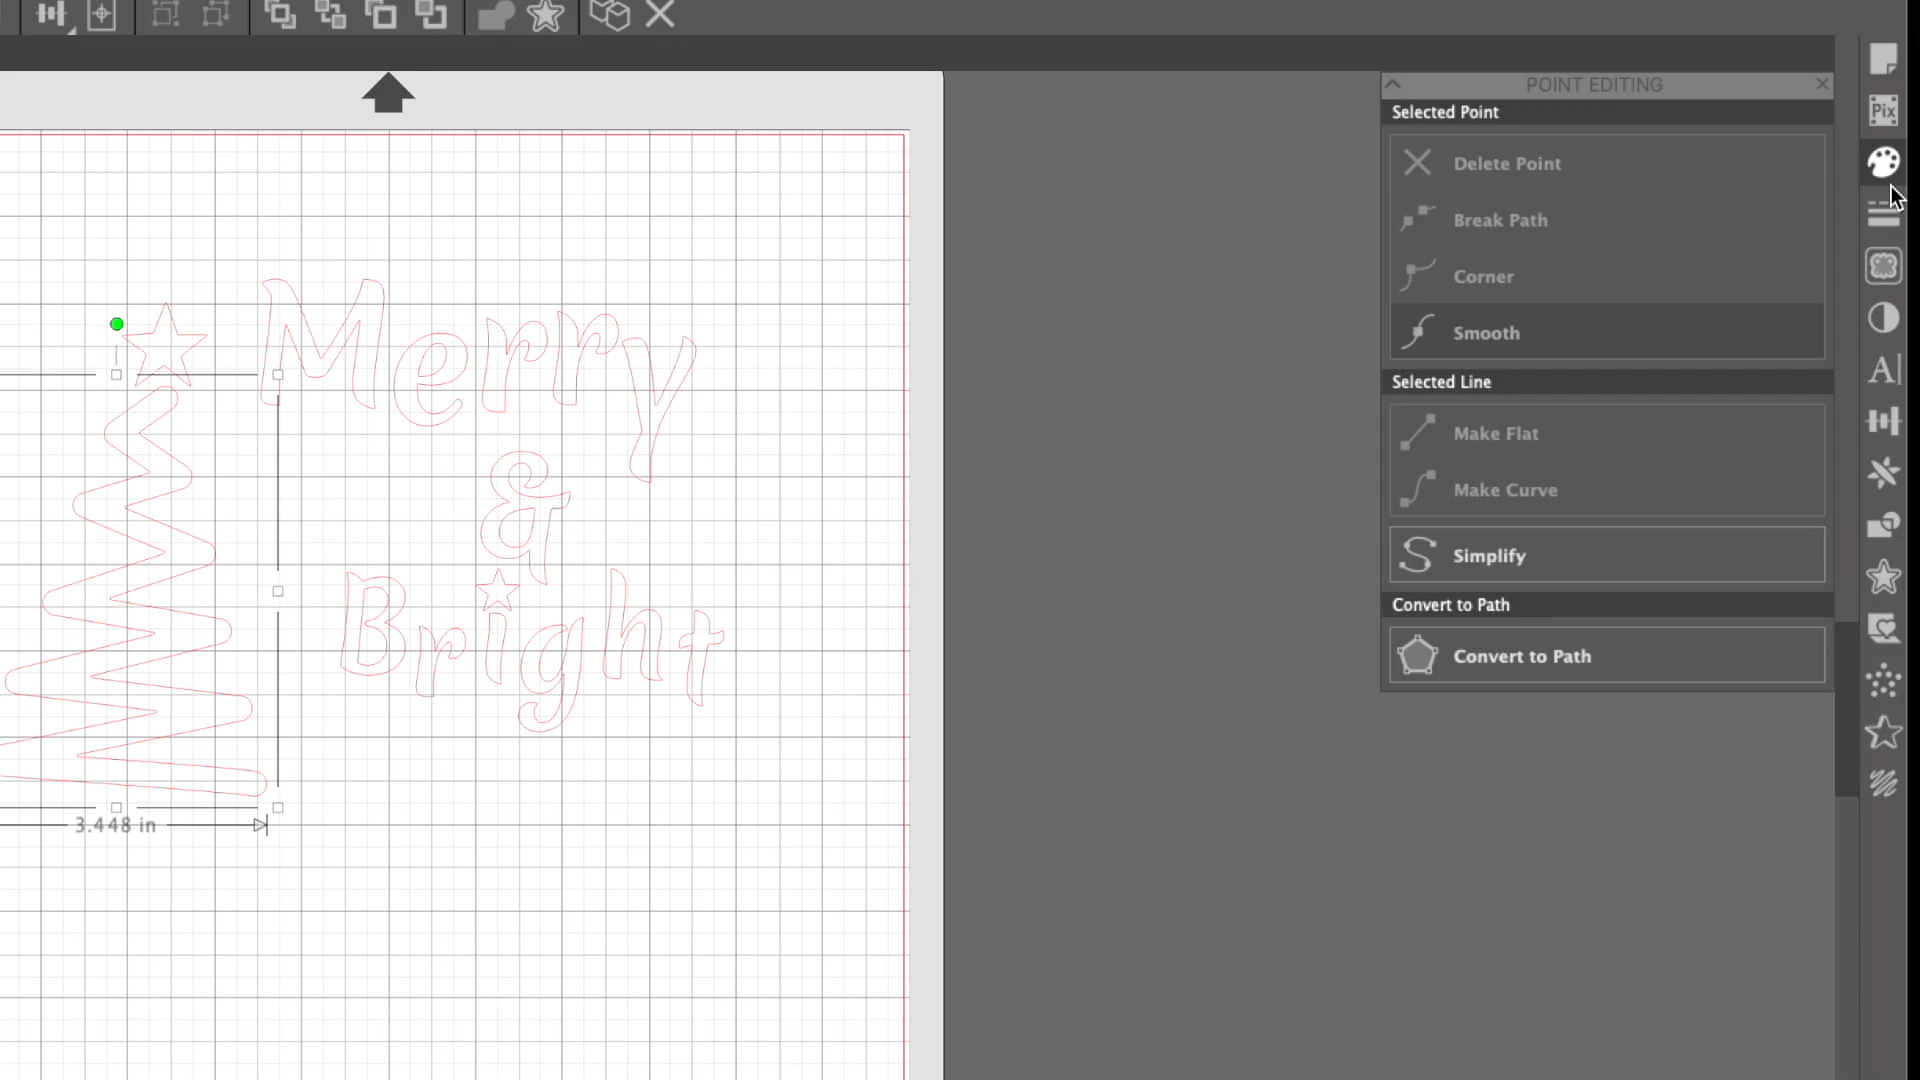 POINT EDITING
Selected Point
Pix
Delete Point
Break Path
Corner
Smooth
Selected Line
Make Flat
Make Curve
Simplify
Convert to Path
Convert to Path
A
Merry
&
Bright
3.448 in